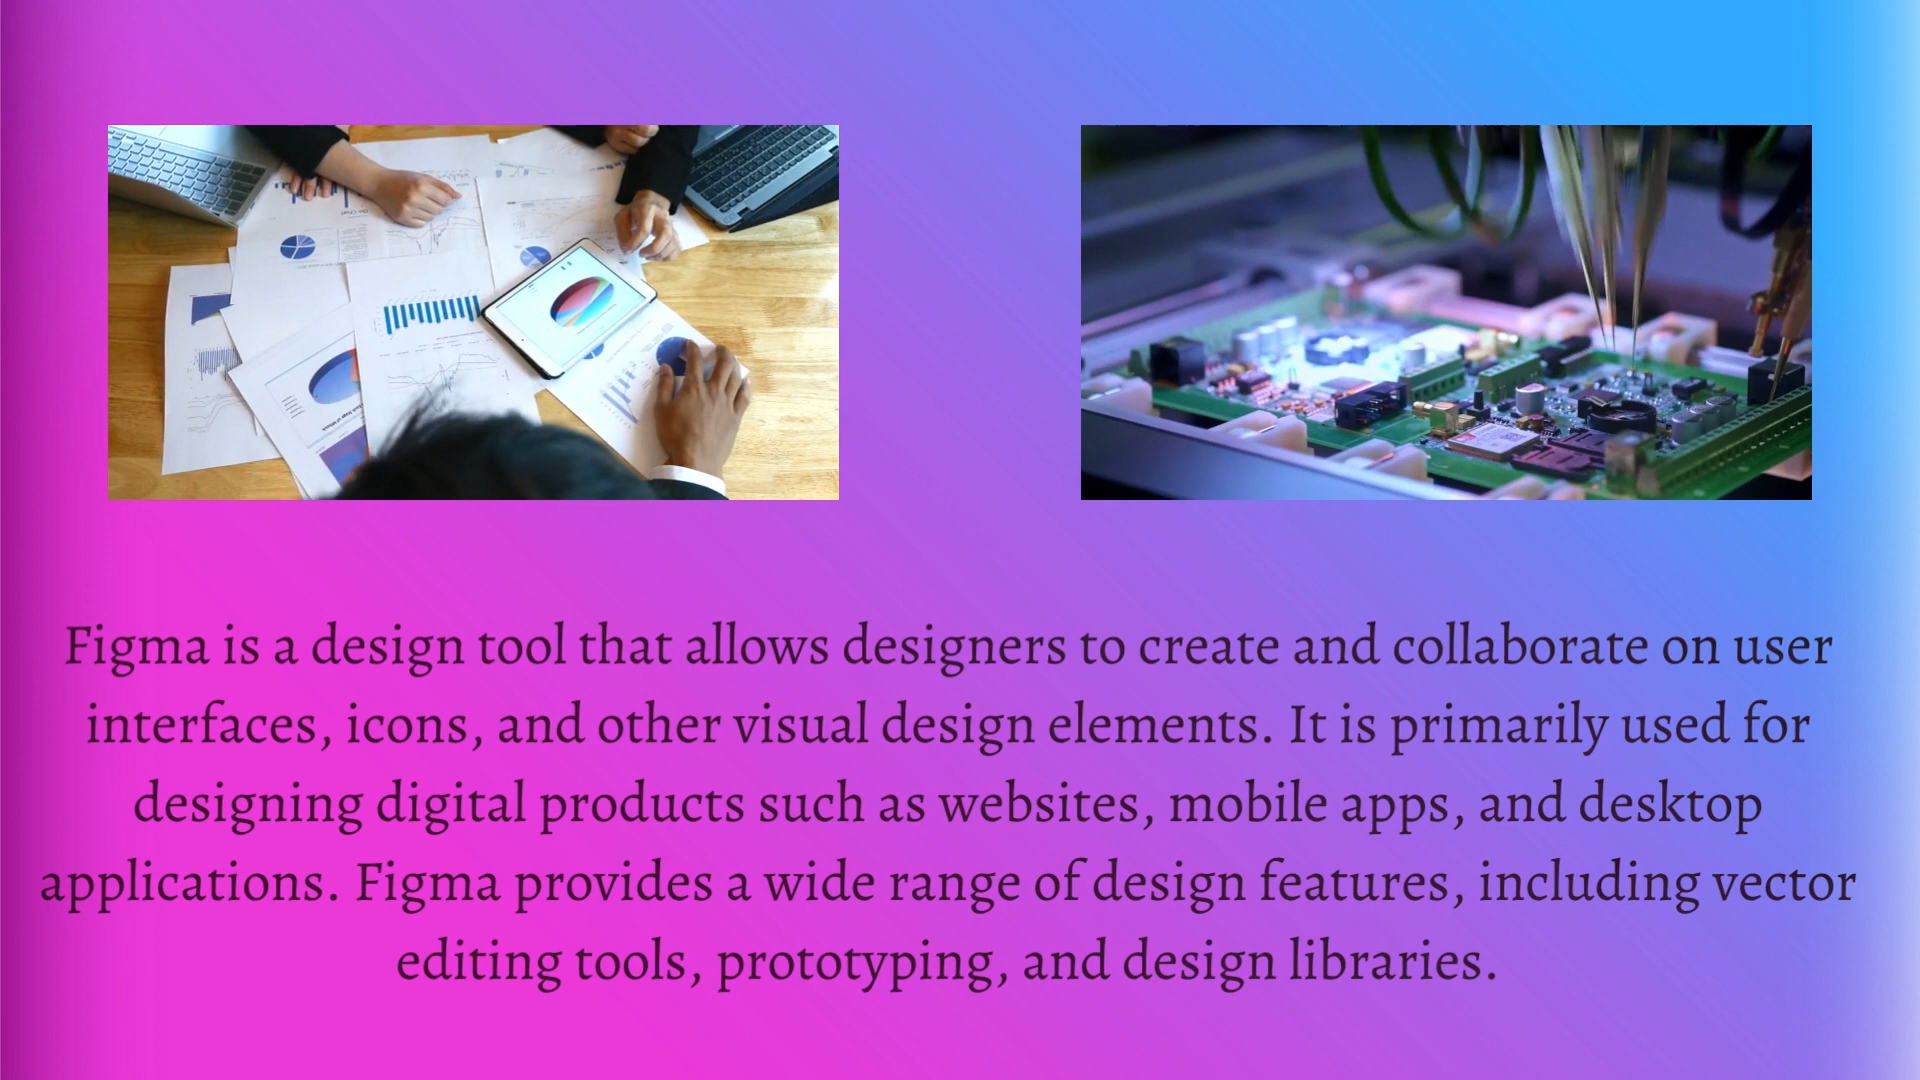 Figma is a design tool that allows designers to create and collaborate on user
interfaces, icons, and other visual design elements. It is primarily used for
designing digital products such as websites, mobile apps, and desktop
applications. Figma provides a wide range of design features, including vector
editing tools, prototyping, and design libraries.